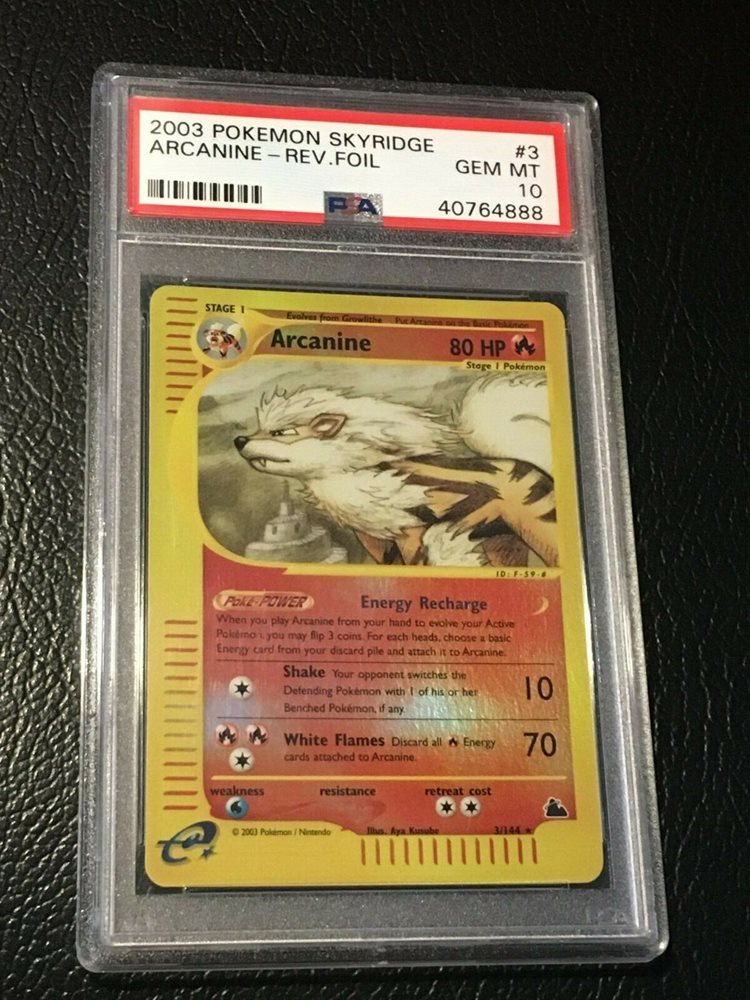 2003 POKEMON SKYRIDGE #3
ARCANINE - REV.FOIL GEM MT
10
PSA 40764888
STAGE 1 Evolves from Growlithe Put Arcanine on the Basic Pokémon
Arcanine 80 HP
Stage 1 Pokémon
ID: F-59-#
Poké-POWER Energy Recharge
When you play Arcanine from your hand to evolve your Active
Pokémon, you may flip 3 coins. For each heads, choose a basic
Energy card from your discard pile and attach it to Arcanine.
Shake Your opponent switches the
Defending Pokémon with 1 of his or her 10
Benched Pokémon, if any.
White Flames Discard all Energy 70
cards attached to Arcanine.
weakness resistance retreat cost
e
© 2003 Pokémon / Nintendo Illus. Aya Kusube 3/144 ★